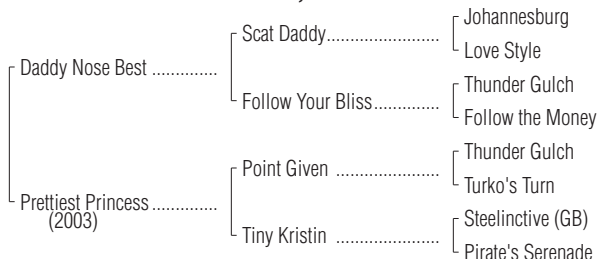 Johannesburg
Scat Daddy........................
Love Style
Daddy Nose Best ..............
Thunder Gulch
Follow Your Bliss..............
Follow the Money
Thunder Gulch
Point Given ......................
Turko's Turn
Prettiest Princess ..............
(2003)
Steelinctive (GB)
Tiny Kristin ......................
Pirate's Serenade